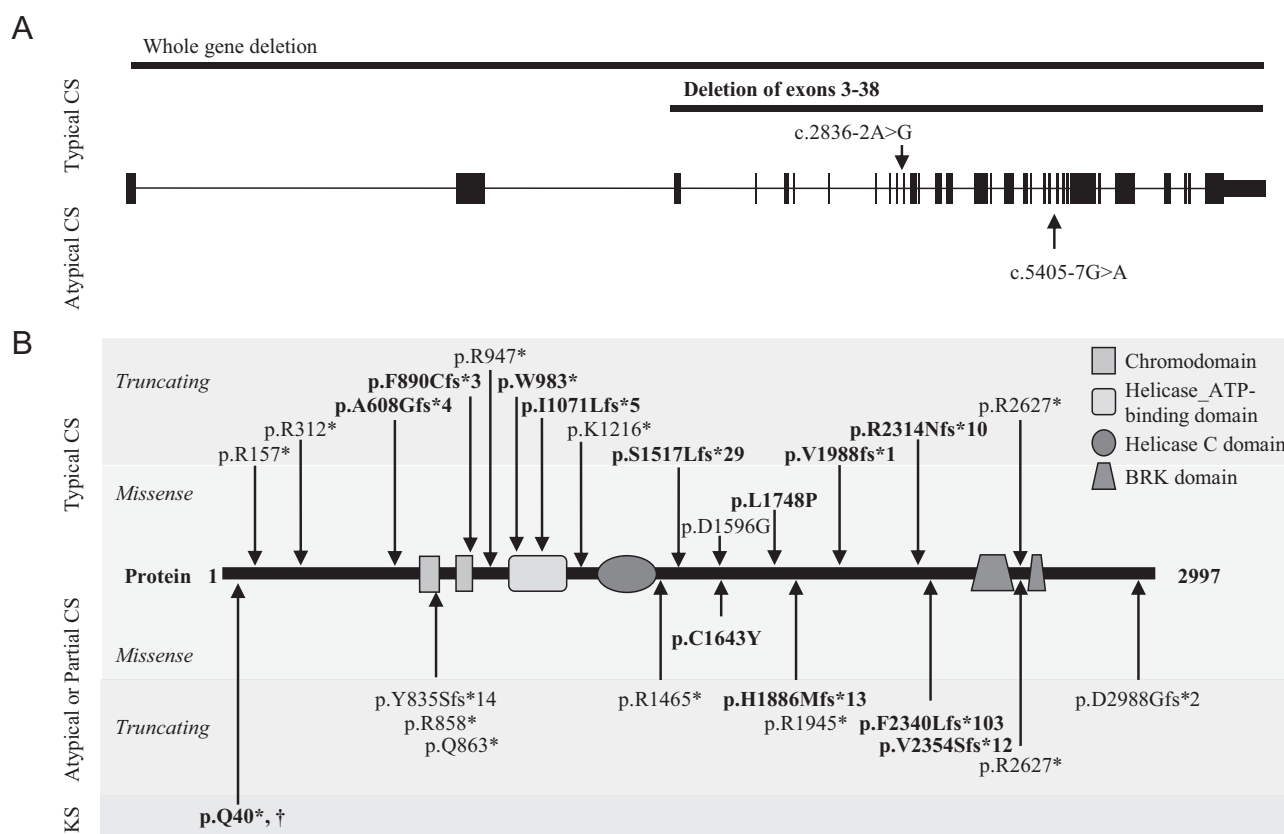 A
Whole gene deletion
Typical CS
Deletion of exons 3-38
c.2836-2A>G
Atypical CS
c.5405-7G>A
B
Typical CS
Truncating
p.R947*
p.F890Cfs*3
p.W983*
p.A608Gfs*4
p.I1071Lfs*5
p.R312*
p.K1216*
p.R2314Nfs*10
p.R2627*
p.R157*
p.S1517Lfs*29
p.V1988fs*1
Chromodomain
Helicase_ATP-
binding domain
Helicase C domain
BRK domain
Missense
p.L1748P
p.D1596G
Protein 1
2997
Atypical or Partial CS
Missense
p.C1643Y
Truncating
p.Y835Sfs*14
p.R1465*
p.H1886Mfs*13
p.D2988Gfs*2
p.R858*
p.R1945*
p.F2340Lfs*103
p.Q863*
p.V2354Sfs*12
p.R2627*
KS
p.Q40*, †